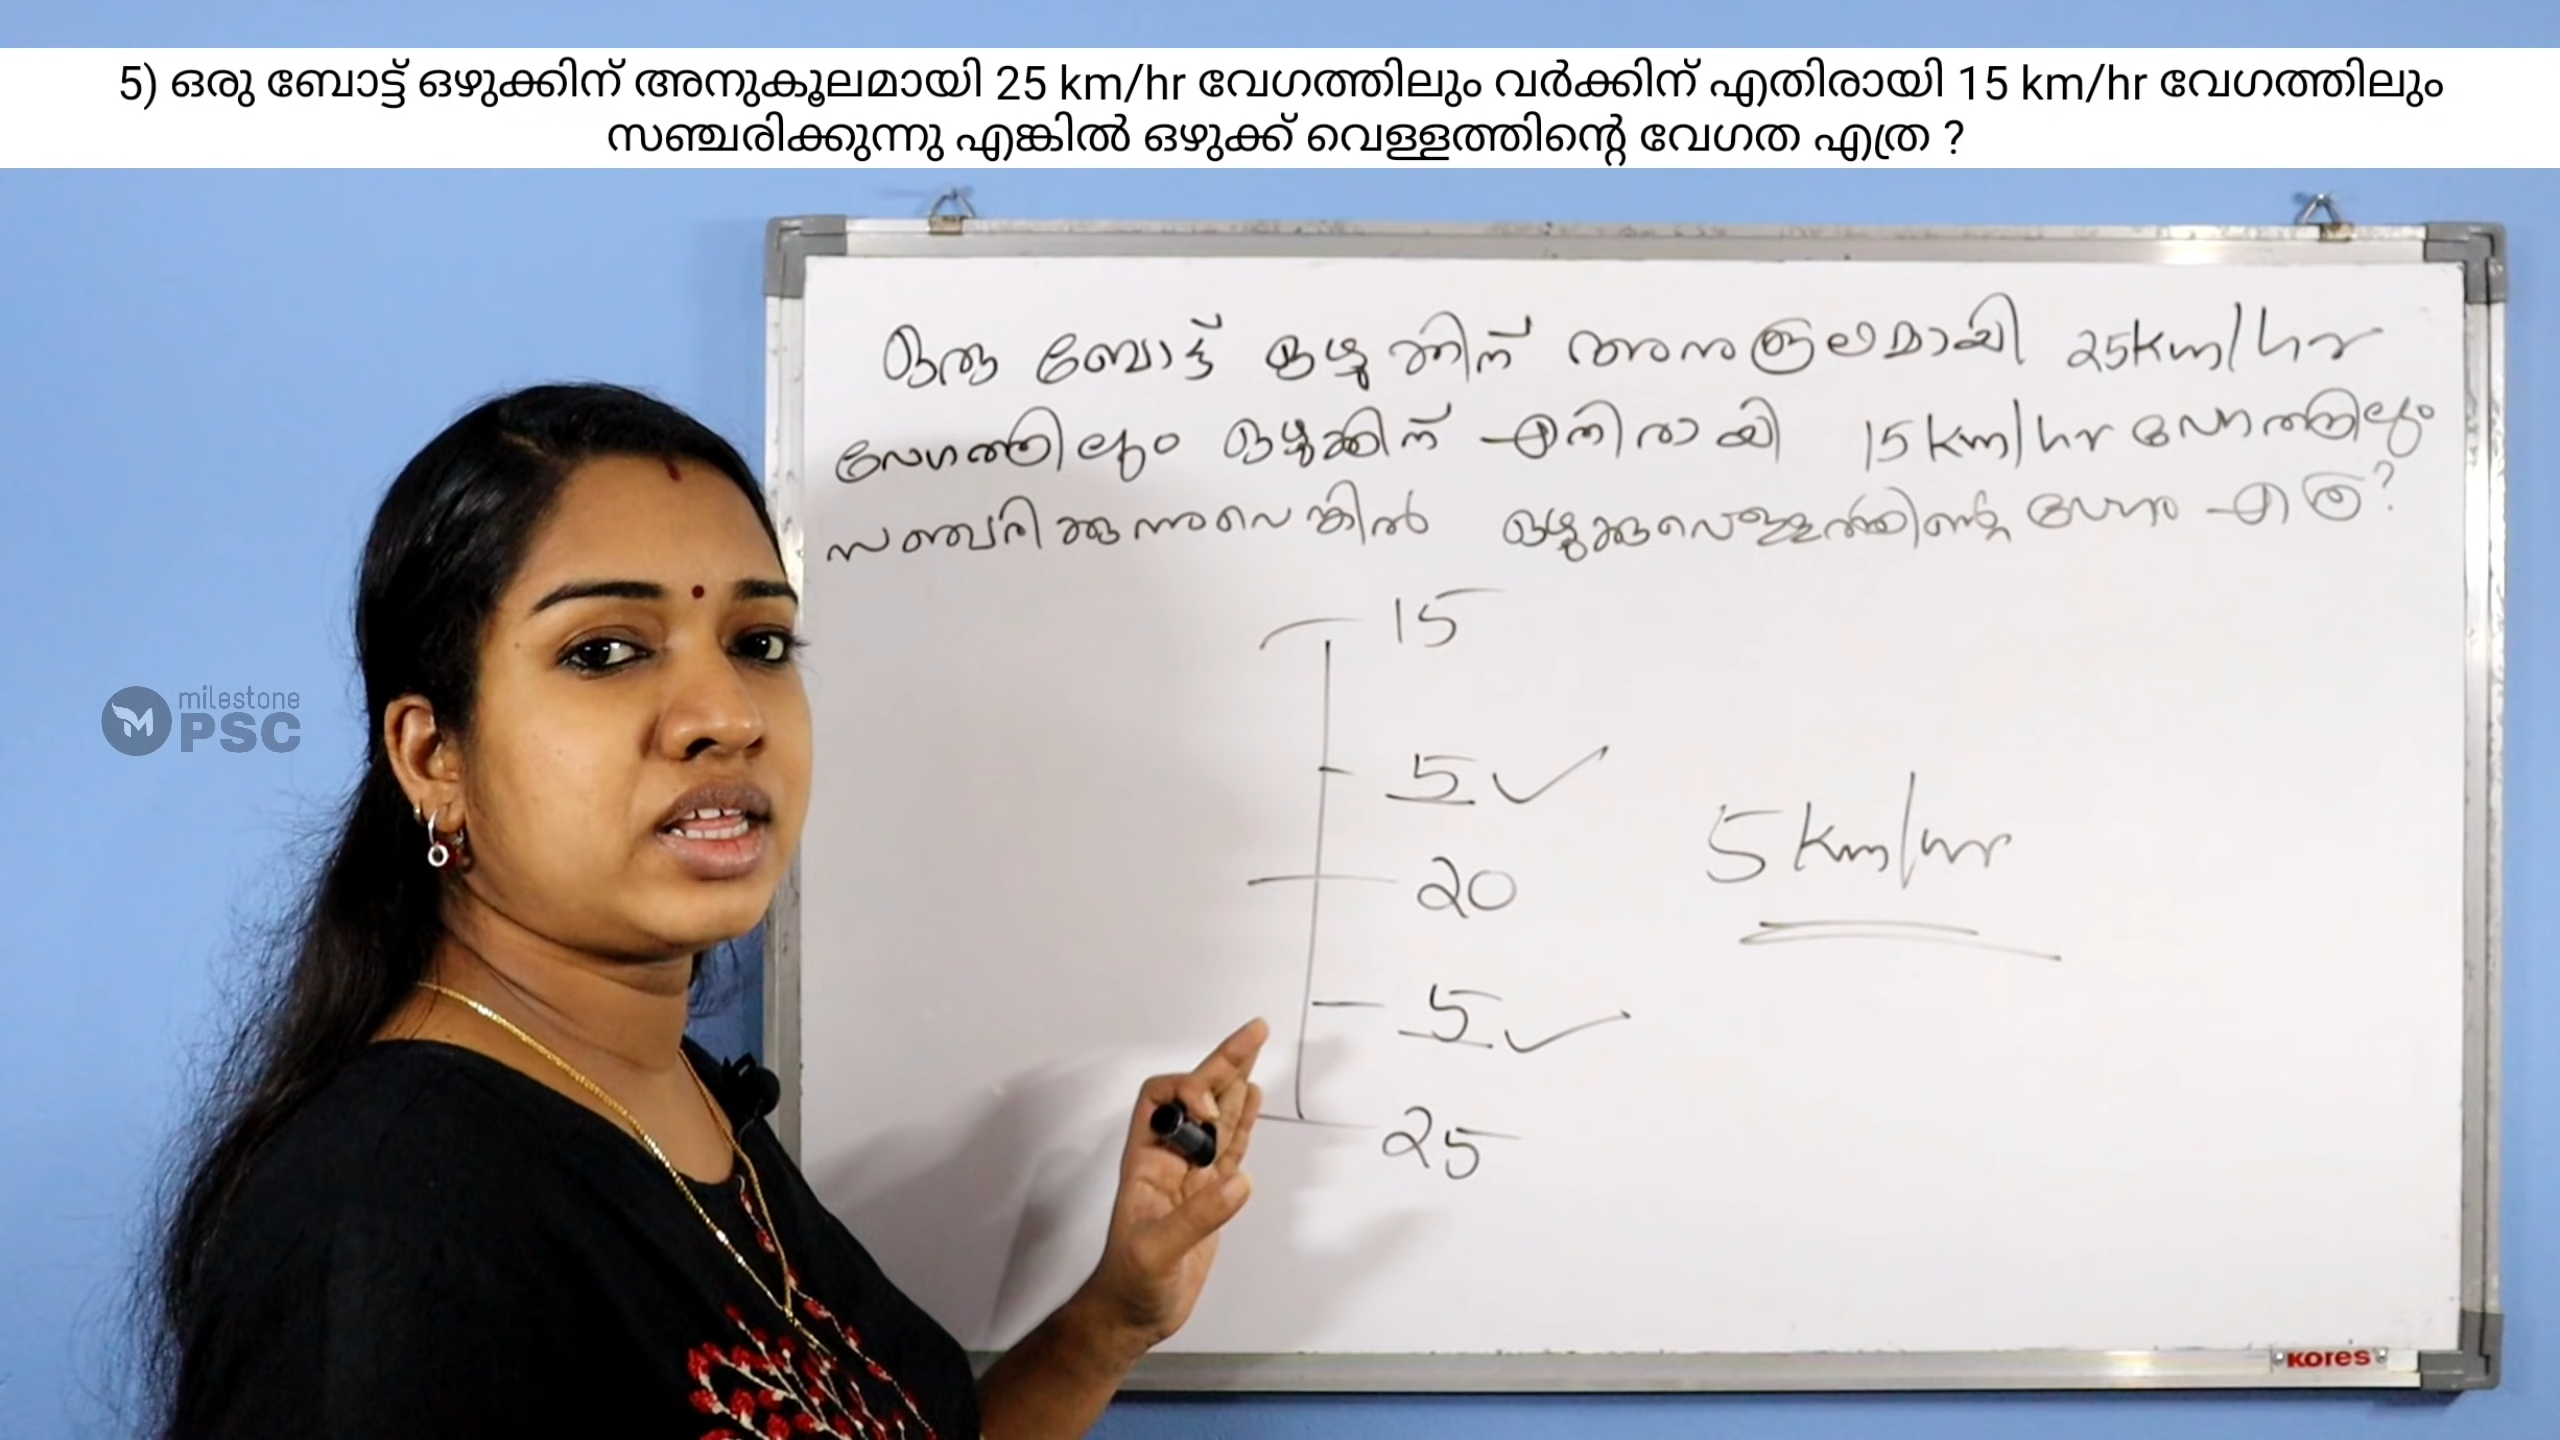 5) ഒരു ബോട്ട് ഒഴുക്കിന് അനുകൂലമായി 25 km/hr വേഗത്തിലും വർക്കിന് എതിരായി 15 km/hr വേഗത്തിലും
സഞ്ചരിക്കുന്നു എങ്കിൽ ഒഴുക്ക് വെള്ളത്തിന്റെ വേഗത എത്ര ?
ഒരു ബോട്ട് ഒഴുക്കിന് അനുകൂലമായി 25km/hr
വേഗത്തിലും ഒഴുക്കിന് എതിരായി 15km/hr വേഗത്തിലും
സഞ്ചരിക്കുന്നുവെങ്കിൽ ഒഴുക്കുവെള്ളത്തിന്റെ വേഗത എത്ര?
15
5
20
5km/hr
5
25
milestone
PSC
KORES